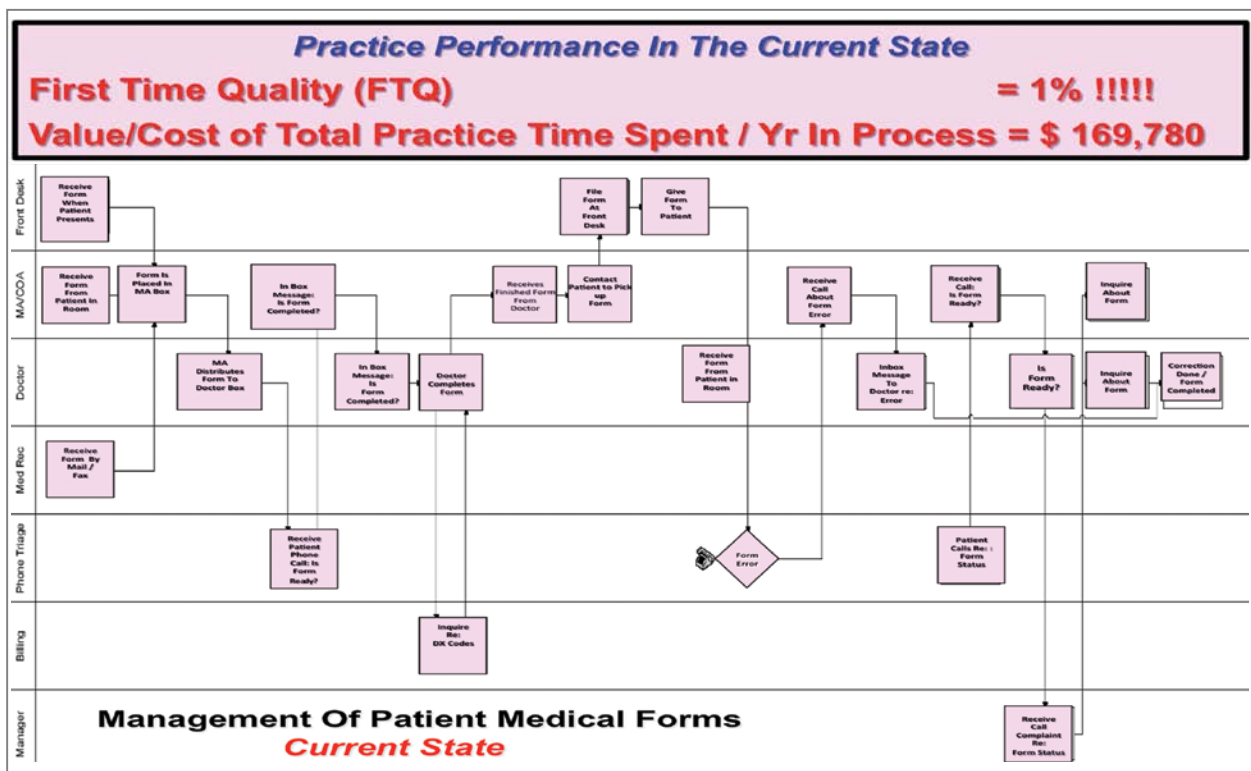 Practice Performance In The Current State
First Time Quality (FTQ) = 1% !!!!!
Value/Cost of Total Practice Time Spent / Yr In Process = $ 169,780
Front Desk
Receive
Form
When
Patient
Presents
File
Form
At
Front
Desk
Give
Form
To
Patient
MA/CDA
Receive
Form
From
Patient in
Room
Form Is
Placed In
MA Box
In Box
Message:
Is Form
Completed?
Receives
Finished Form
From
Doctor
Contact
Patient to Pick
up
Form
Receive
Call
About
Form
Error
Receive
Call:
Is Form
Ready?
Inquire
About
Form
Doctor
MA
Distributes
Form To
Doctor Box
In Box
Message:
Is
Form
Completed?
Doctor
Completes
Form
Receive
Form
From
Patient in
Room
Inbox
Message
To
Doctor re:
Error
Is
Form
Ready?
Inquire
About
Form
Correction
Done /
Form
Completed
Med Rec
Receive
Form By
Mail /
Fax
Phone Triage
Receive
Patient
Phone
Call: Is
Form
Ready?
Form
Error
Patient
Calls Re: :
Form
Status
Billing
Inquire
Re:
DX Codes
Manager
Receive
Call
Complaint
Re:
Form Status
Management Of Patient Medical Forms
Current State